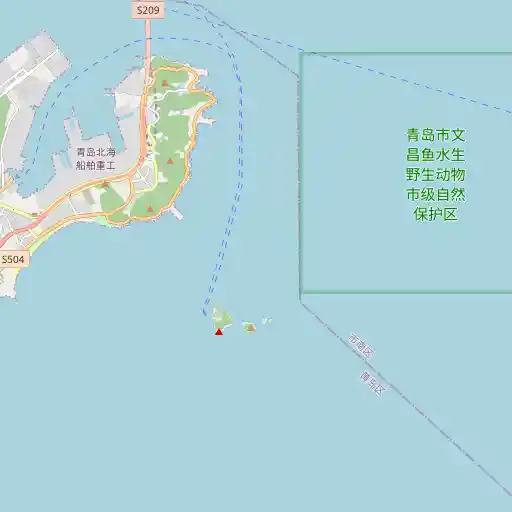 S209
青岛市文
昌鱼水生
野生动物
市级自然
保护区
青岛北海
船舶重工
S504
市南区
黄岛区